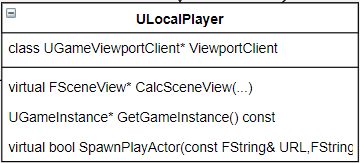 ULocalPlayer
class UGameViewportClient* ViewportClient
virtual FSceneView* CalcSceneView(...)
UGameInstance* GetGameInstance() const
virtual bool SpawnPlayActor(const FString& URL,FString